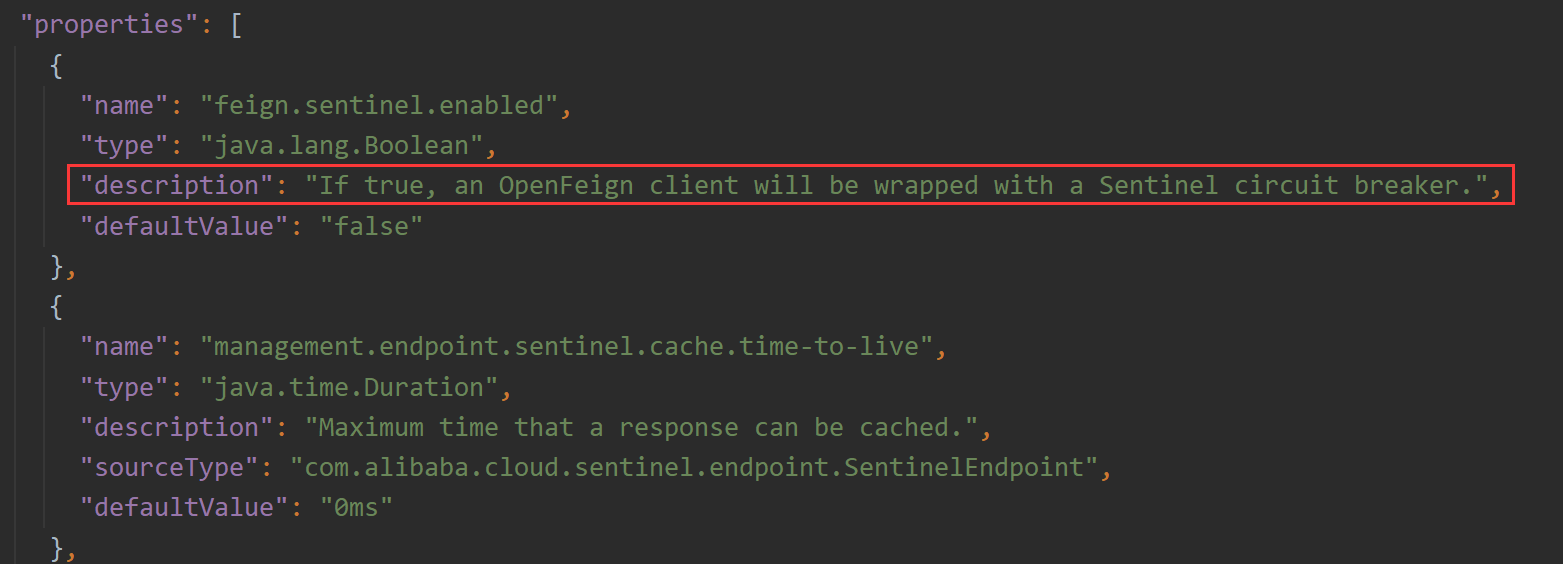 "properties": [
{
"name": "feign.sentinel.enabled",
"type": "java.lang.Boolean",
"description": "If true, an OpenFeign client will be wrapped with a Sentinel circuit breaker.",
"defaultValue": "false"
},
{
"name": "management.endpoint.sentinel.cache.time-to-live",
"type": "java.time.Duration",
"description": "Maximum time that a response can be cached.",
"sourceType": "com.alibaba.cloud.sentinel.endpoint.SentinelEndpoint",
"defaultValue": "0ms"
},